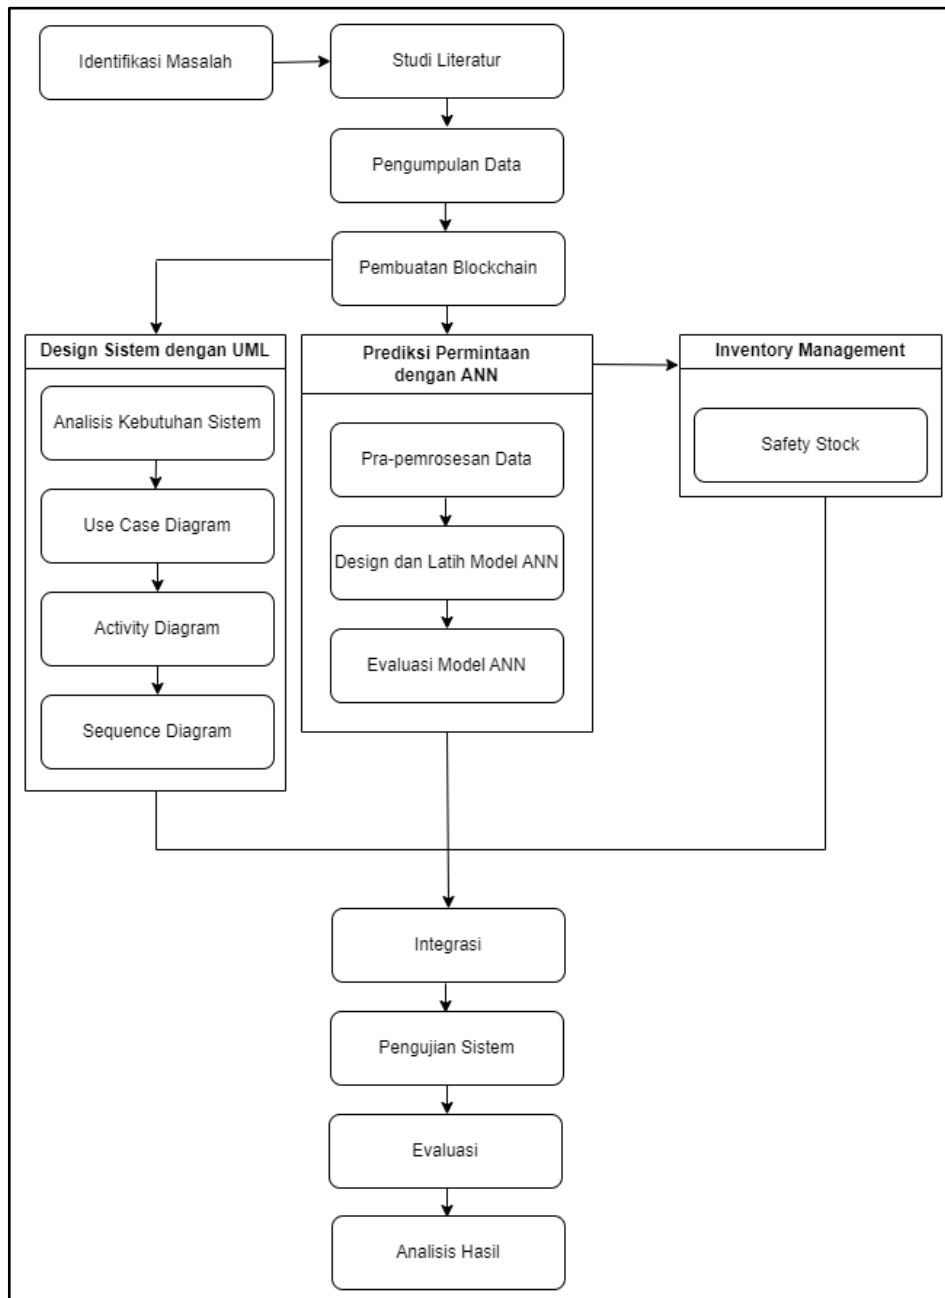 Identifikasi Masalah
Studi Literatur
Pengumpulan Data
Pembuatan Blockchain
Design Sistem dengan UML
Analisis Kebutuhan Sistem
Use Case Diagram
Activity Diagram
Sequence Diagram
Prediksi Permintaan
dengan ANN
Pra-pemrosesan Data
Design dan Latih Model ANN
Evaluasi Model ANN
Inventory Management
Safety Stock
Integrasi
Pengujian Sistem
Evaluasi
Analisis Hasil